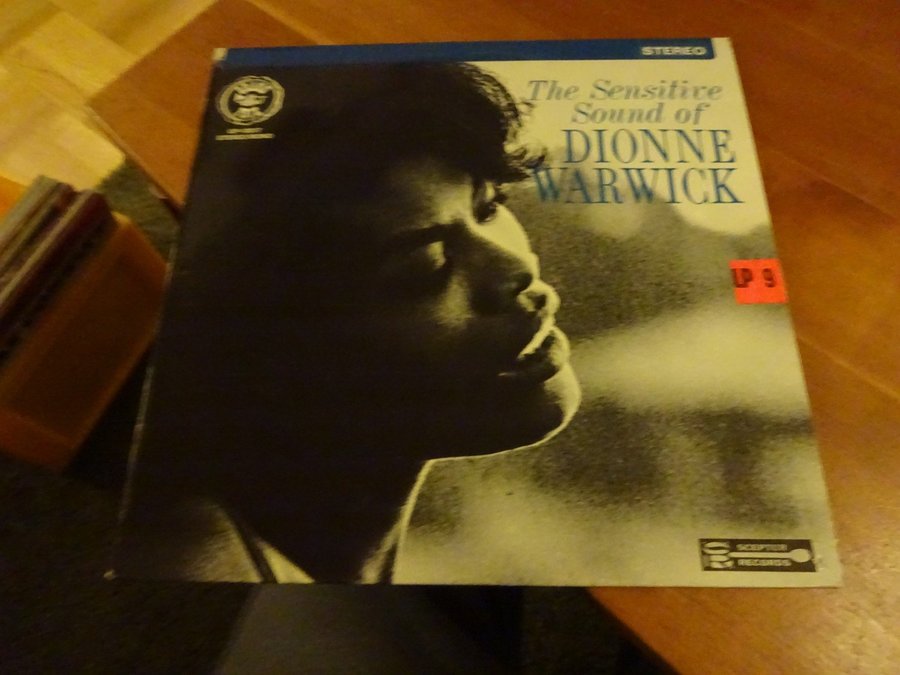 STEREO
The Sensitive
Sound of
DIONNE
WARWICK
LP 9
SCEPTER
RECORDS